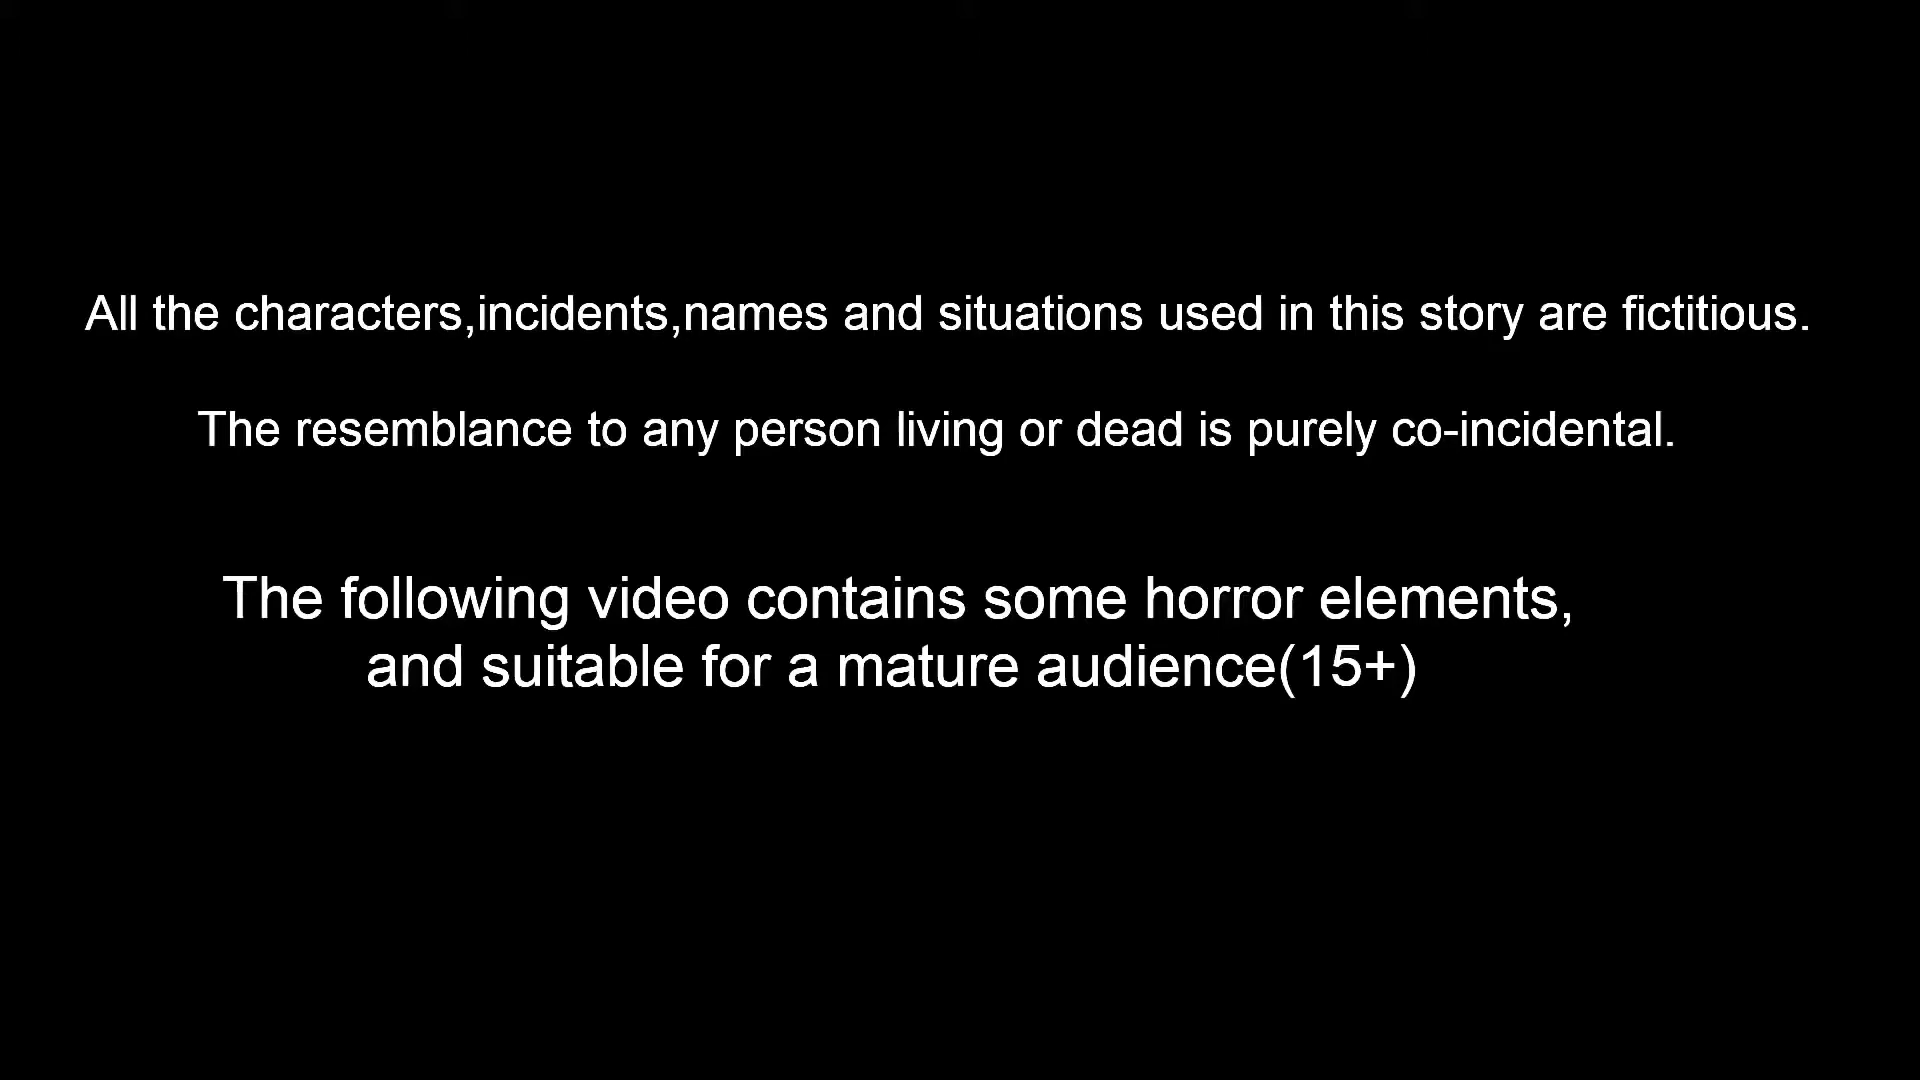 All the characters,incidents,names and situations used in this story are fictitious.
The resemblance to any person living or dead is purely co-incidental.
The following video contains some horror elements,
and suitable for a mature audience(15+)